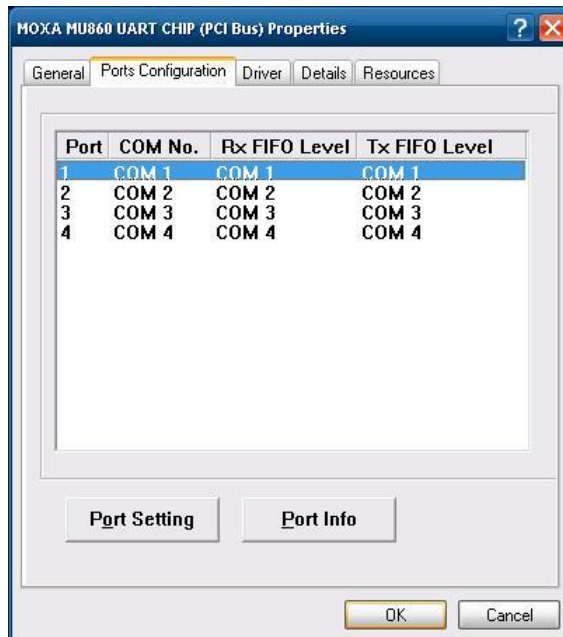 MOXA MU860 UART CHIP (PCI Bus) Properties
General Ports Configuration Driver Details Resources
Port COM No. Rx FIFO Level Tx FIFO Level
1 COM 1 COM 1 COM 1
2 COM 2 COM 2 COM 2
3 COM 3 COM 3 COM 3
4 COM 4 COM 4 COM 4
Port Setting Port Info
OK Cancel